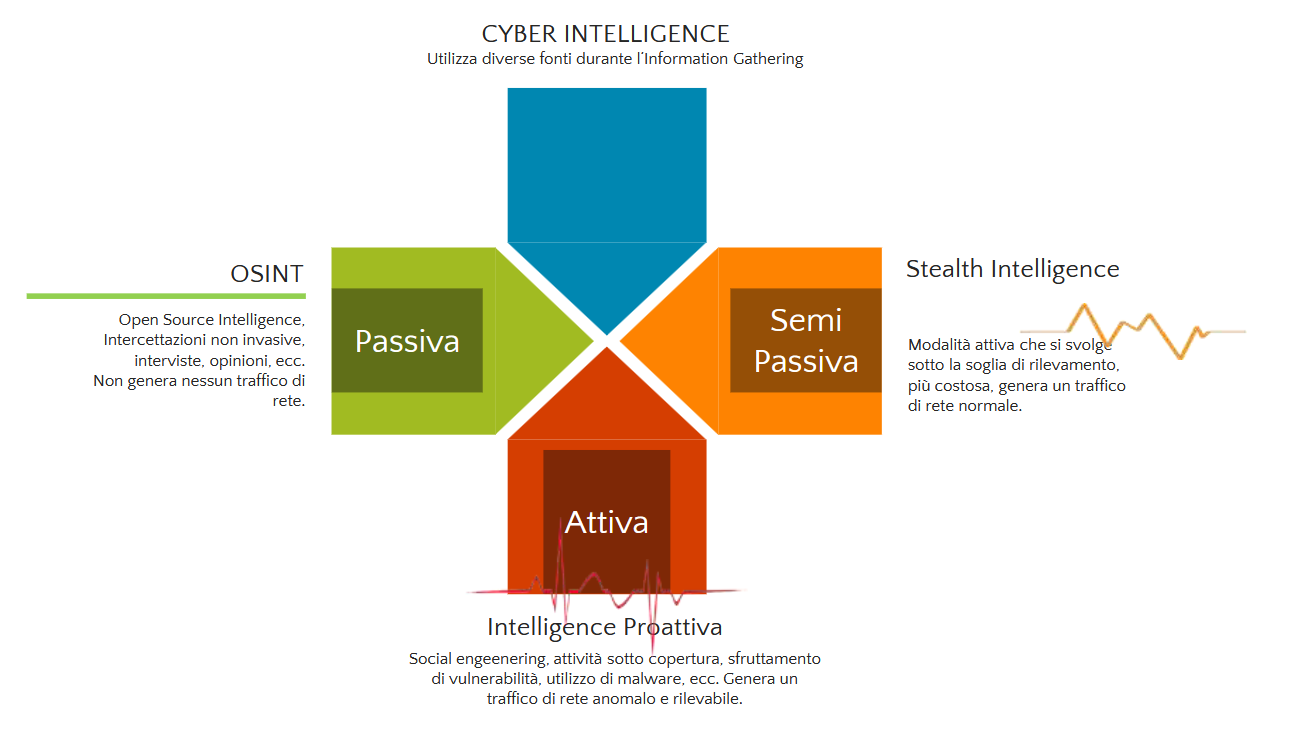 CYBER INTELLIGENCE
Utilizza diverse fonti durante l'Information Gathering
OSINT
Open Source Intelligence,
Intercettazioni non invasive,
interviste, opinioni, ecc.
Non genera nessun traffico di
rete.
Passiva
Semi
Passiva
Stealth Intelligence
Modalità attiva che si svolge
sotto la soglia di rilevamento,
più costosa, genera un traffico
di rete normale.
Attiva
Intelligence Proattiva
Social engeenering, attività sotto copertura, sfruttamento
di vulnerabilità, utilizzo di malware, ecc. Genera un
traffico di rete anomalo e rilevabile.